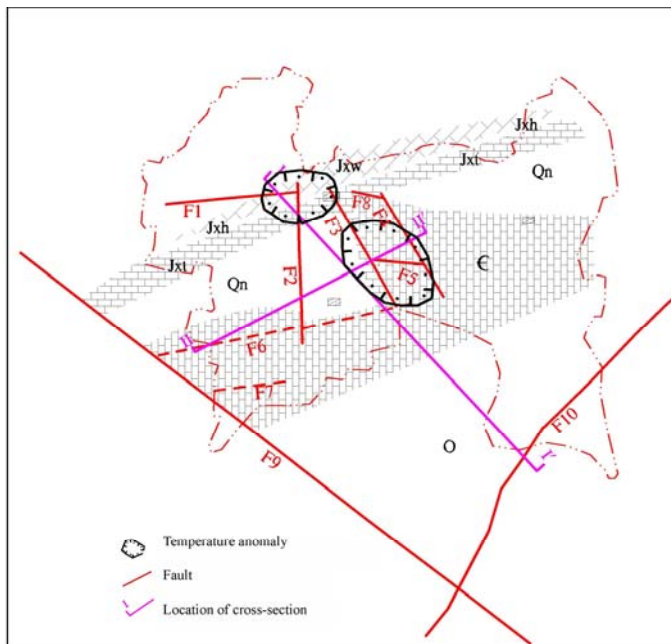 Jxh
Jxw
Jxt
Qn
I
F1
F8
F3
F4
II'
Jxh
Jxt
Qn
F2
F5
Є
II
F6
F7
F9
O
F10
I'
Temperature anomaly
Fault
I
Location of cross-section